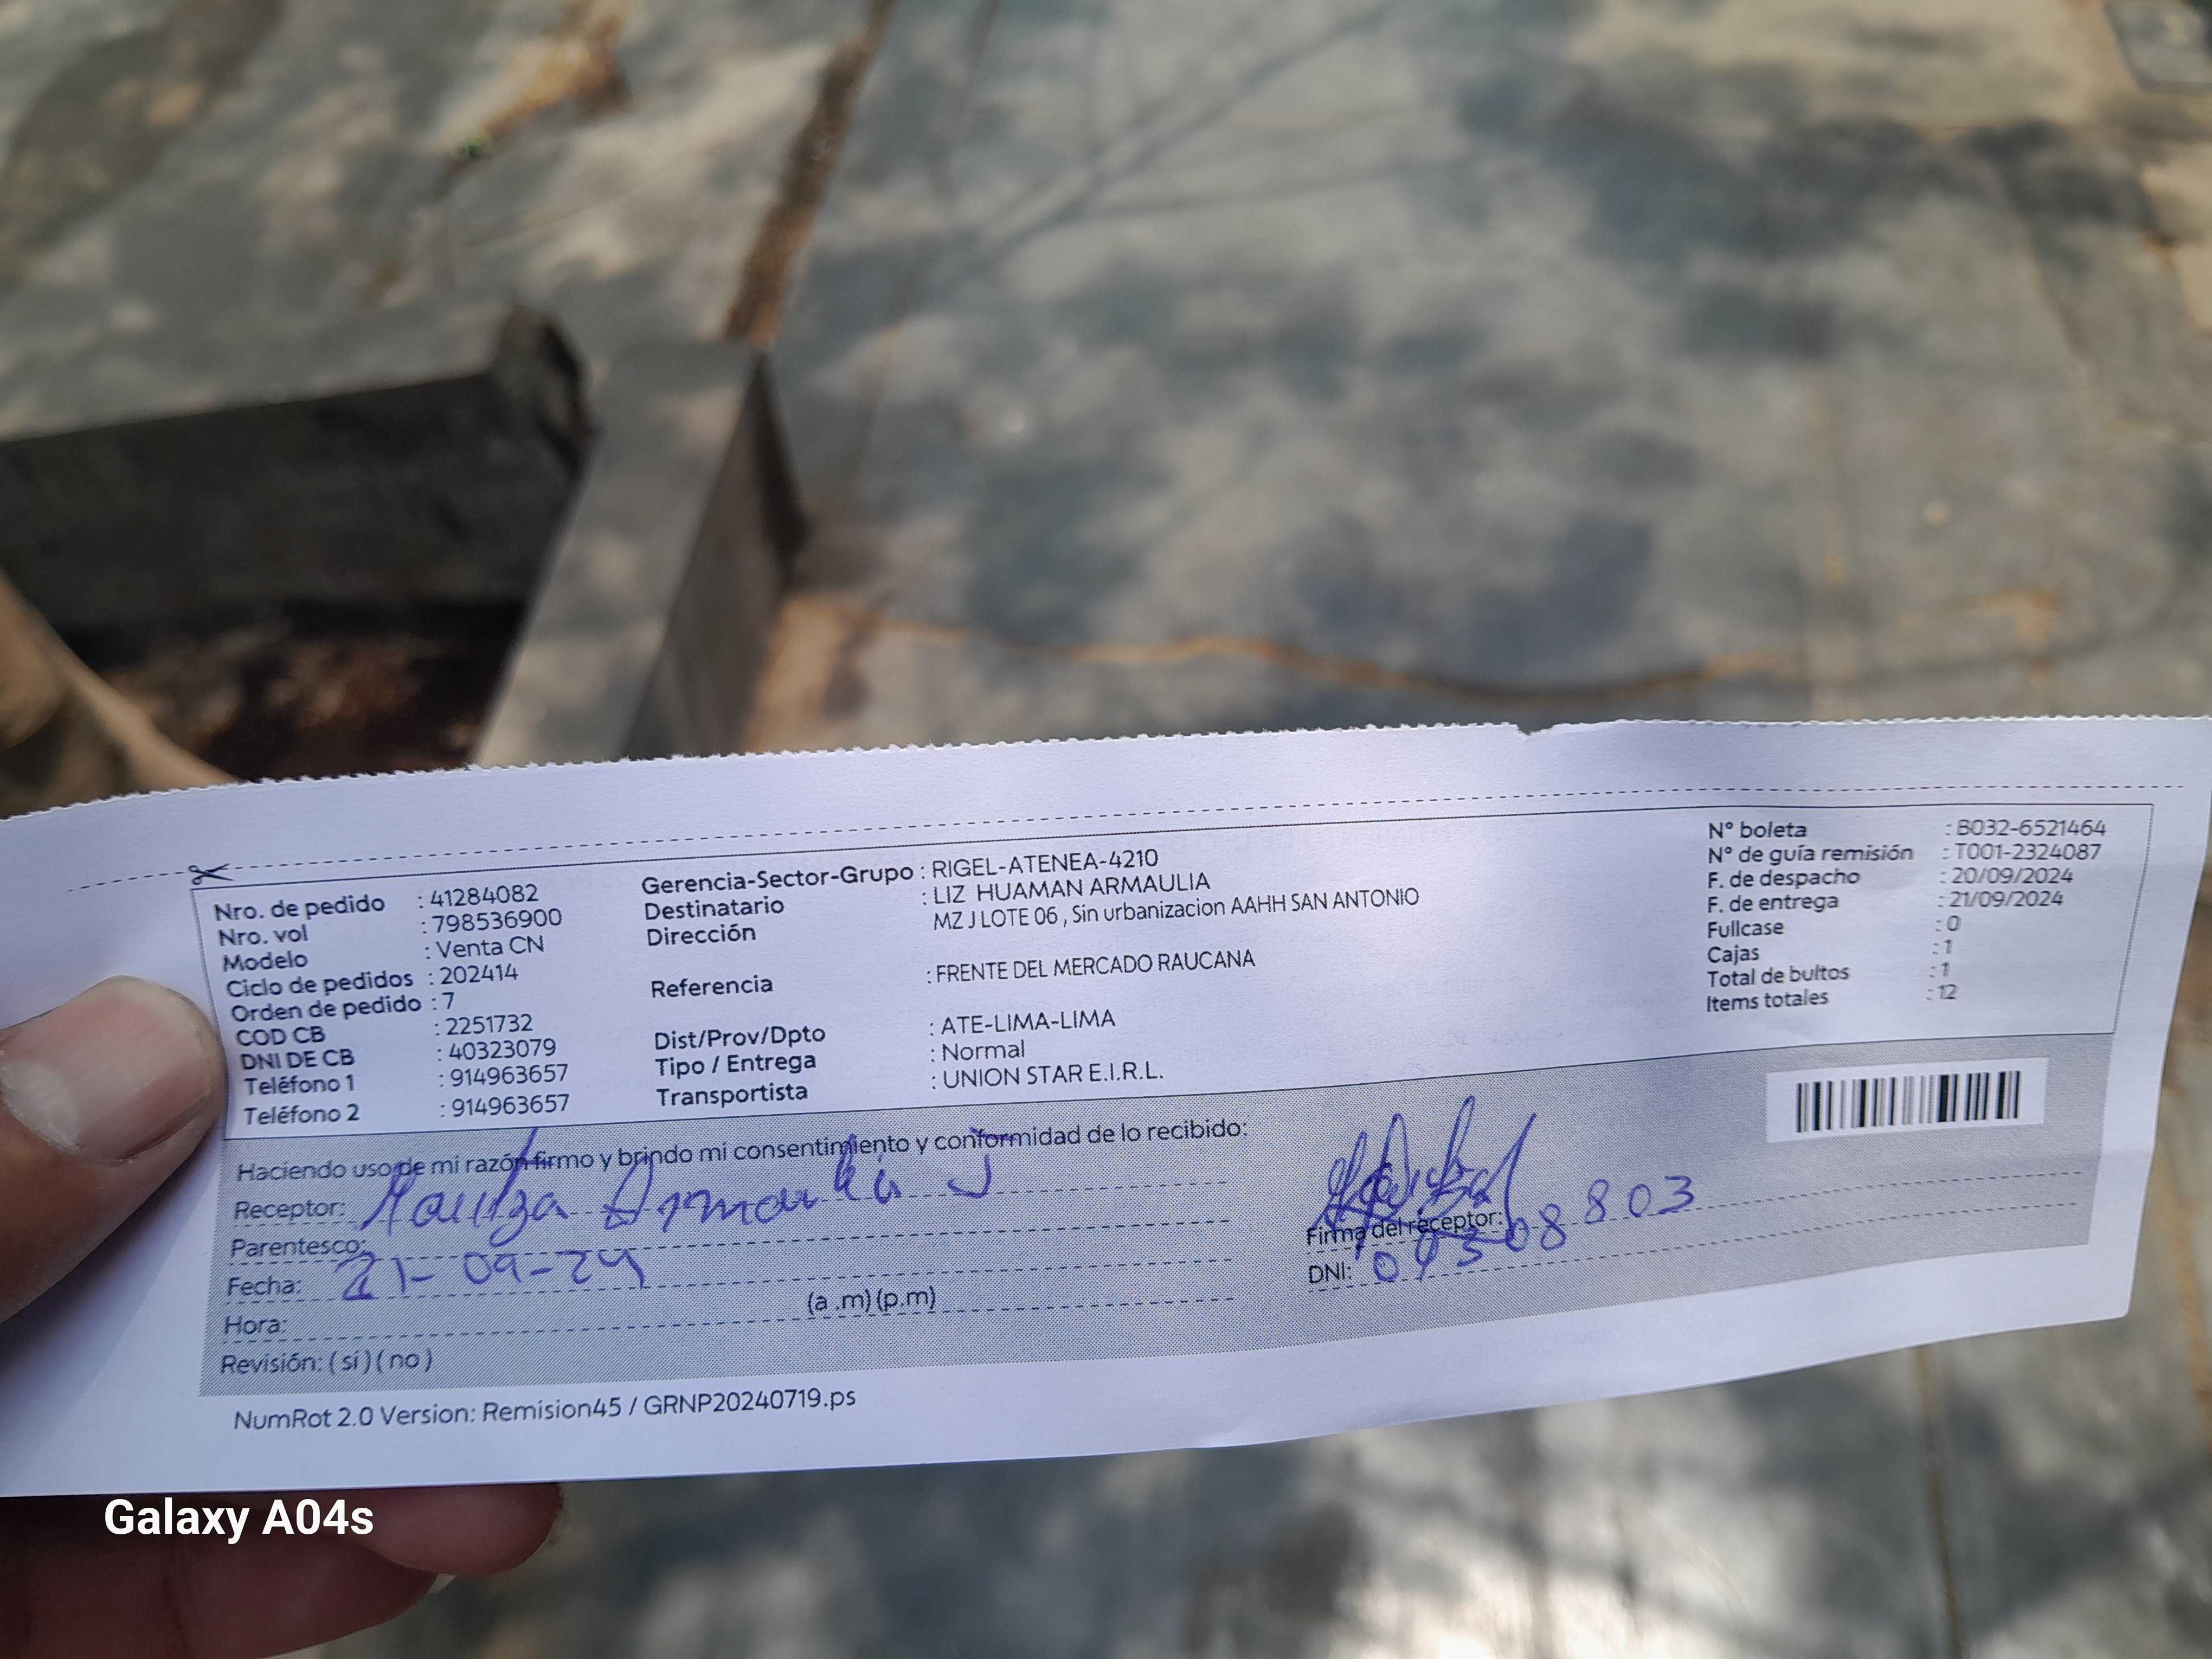 Nro. de pedido : 41284082
Nro. vol : 798536900
Modelo : Venta CN
Ciclo de pedidos : 202414
Orden de pedido : 7
COD CB : 2251732
DNI DE CB : 40323079
Teléfono 1 : 914963657
Teléfono 2 : 914963657
Gerencia-Sector-Grupo : RIGEL-ATENEA-4210
Destinatario : LIZ HUAMAN ARMAULIA
Dirección MZ J LOTE 06 , Sin urbanizacion AAHH SAN ANTONIO
Referencia : FRENTE DEL MERCADO RAUCANA
Dist/Prov/Dpto : ATE-LIMA-LIMA
Tipo / Entrega : Normal
Transportista : UNION STAR E.I.R.L.
N° boleta : B032-6521464
N° de guía remisión : T001-2324087
F. de despacho : 20/09/2024
F. de entrega : 21/09/2024
Fullcase : 0
Cajas : 1
Total de bultos : 1
Items totales : 12
Haciendo uso de mi razón firmo y brindo mi consentimiento y conformidad de lo recibido:
Receptor: Armaulia J
Parentesco:
Fecha: 21-09-24
Hora: (a .m) (p.m)
Revisión: ( si ) ( no )
Firma del receptor:
DNI:
NumRot 2.0 Version: Remision45 / GRNP20240719.ps
Galaxy A04s